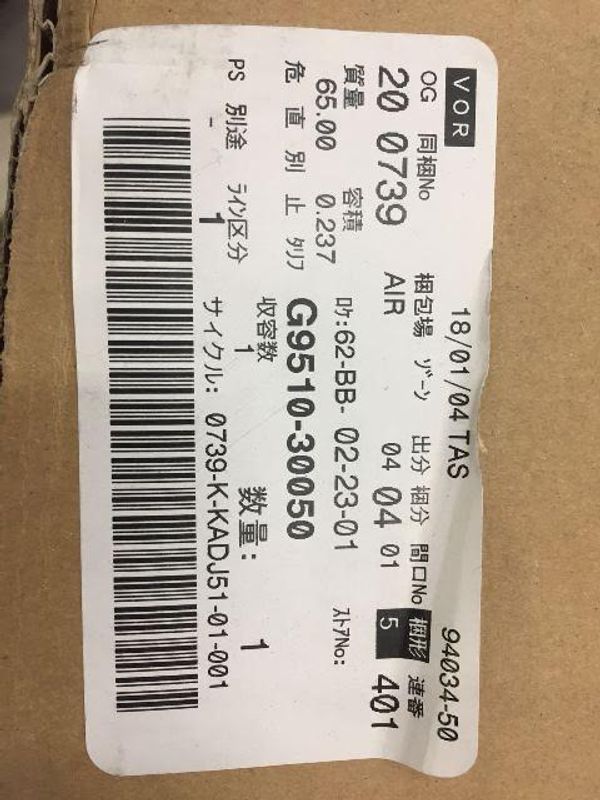 VOR 18/01/04 TAS 94034-50
OG 同梱No 梱包場 ゾーン 出分 梱分 間口No 梱形 連番
20 0739 AIR 04 04 01 5 401
質量 容積 ロケ:62-BB- 02-23-01 ストアNo:
65.00 0.237
危 直 別 止 タリフ G9510-30050
収容数 数量: 1
PS 別途 ライン区分 1
- 1 サイクル: 0739-K-KADJ51-01-001